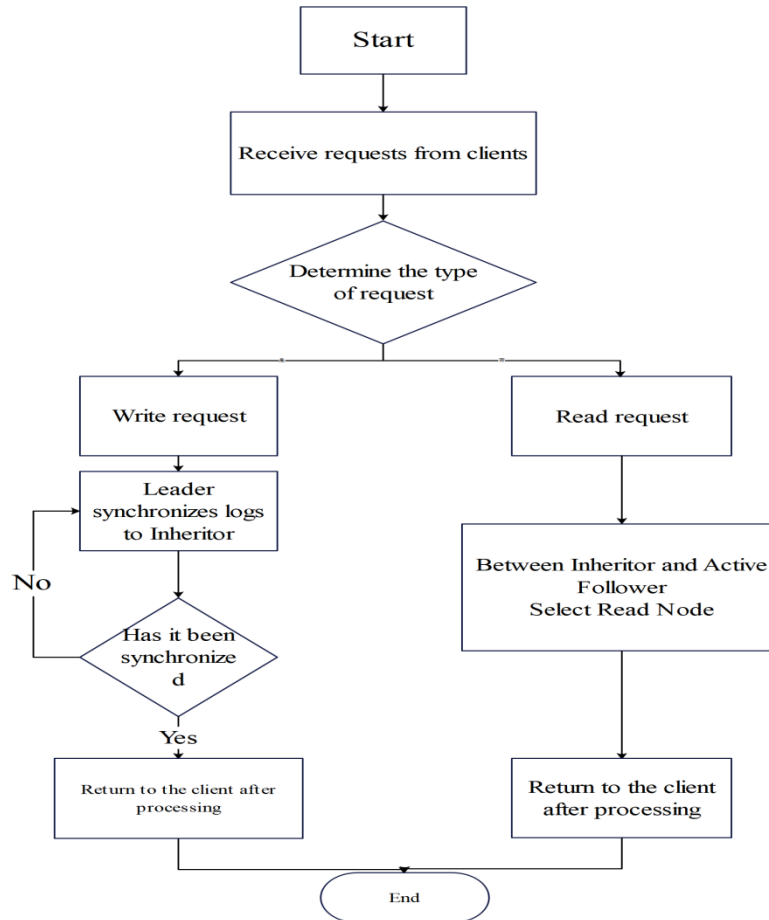 Start
Receive requests from clients
Determine the type
of request
Write request
Read request
Leader
synchronizes logs
to Inheritor
Between Inheritor and Active
Follower
Select Read Node
No
Has it been
synchronize
d
Yes
Return to the client after
processing
Return to the client
after processing
End